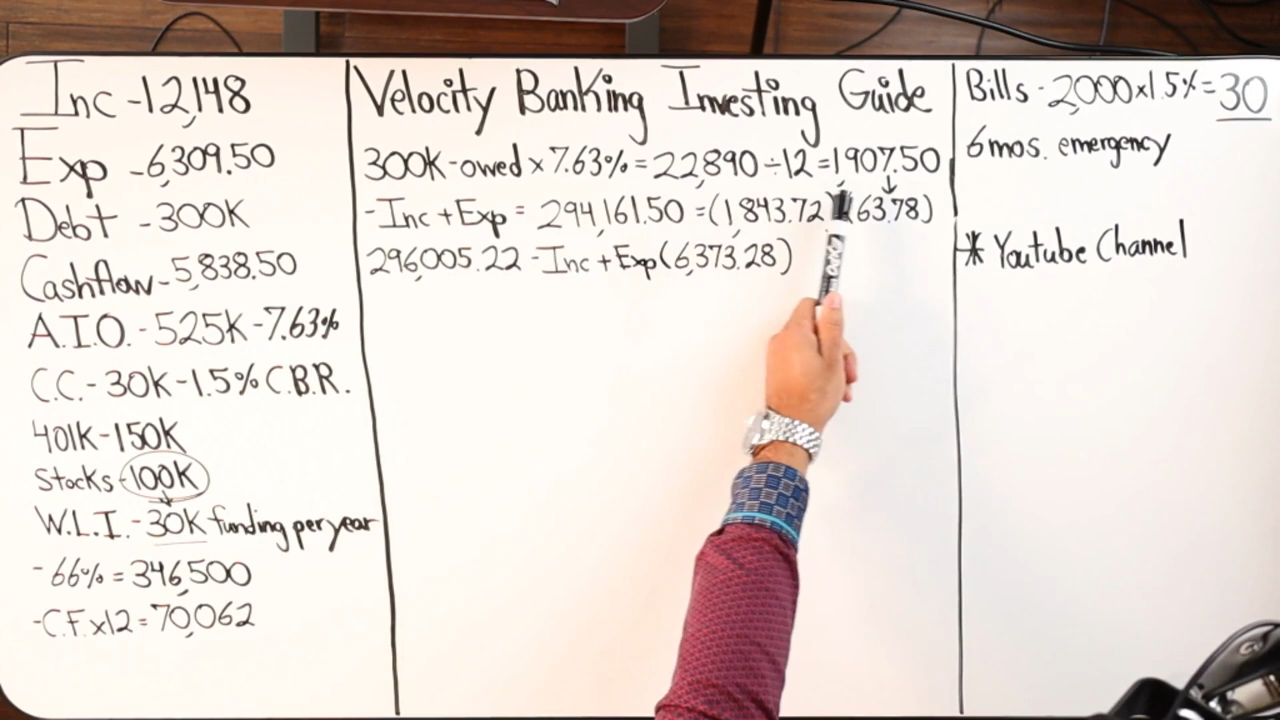 Inc -12,148
Exp -6,309.50
Debt -300K
Cashflow -5,838.50
A.I.O. -525K -7.63%
C.C. -30K -1.5% C.B.R.
401K -150K
Stocks -100K
W.L.I. -30K funding per year
-66% = 346,500
-C.F. x12 = 70,062
Velocity Banking Investing Guide
300K -owed x 7.63% = 22,890 ÷12 = 1907.50
-Inc + Exp = 294,161.50 = (1,843.72) (63.78)
296,005.22 -Inc + Exp (6,373.28)
Bills -2,000 x 1.5% = 30
6 mos. emergency
* Youtube Channel